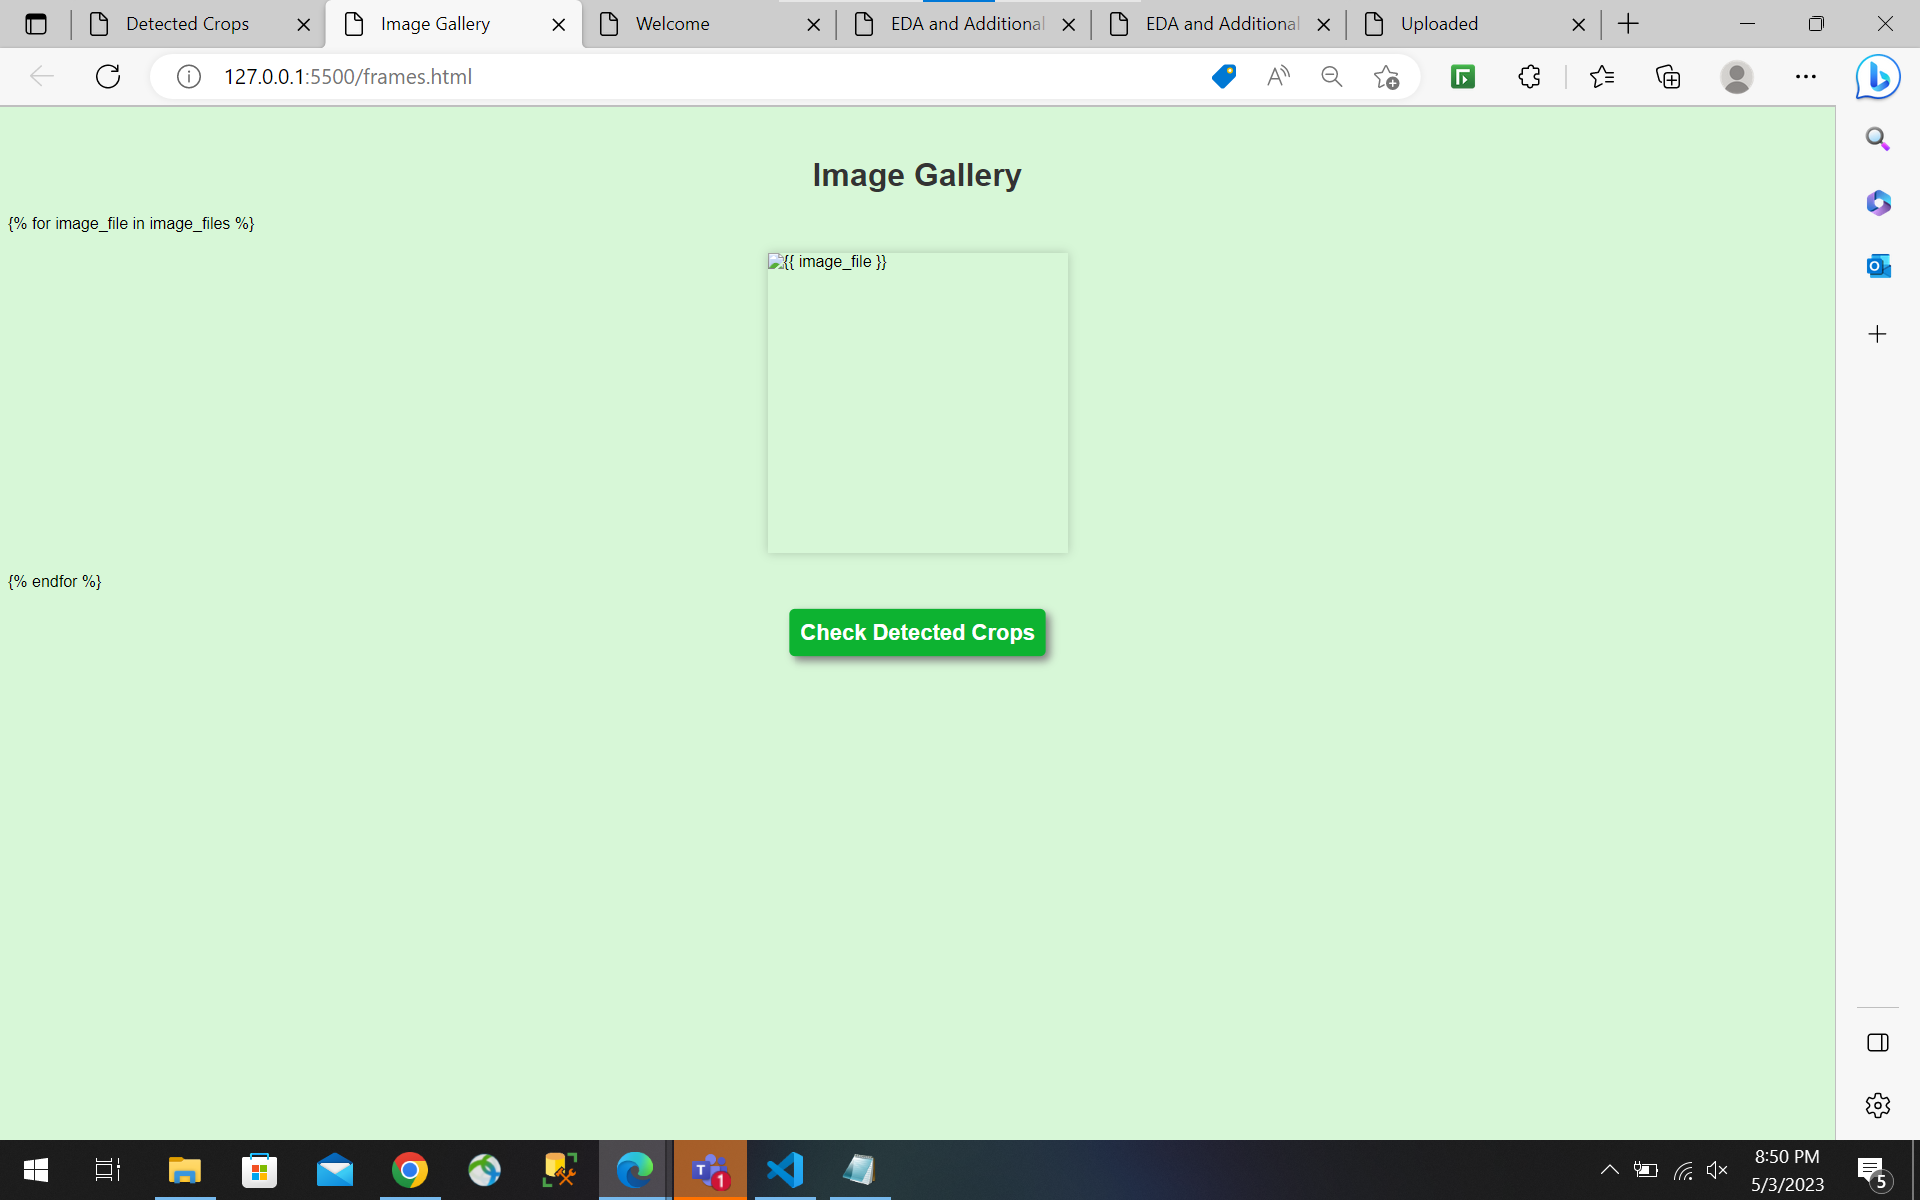 Detected Crops
Image Gallery
Welcome
EDA and Additional
EDA and Additional
Uploaded
127.0.0.1:5500/frames.html
Image Gallery
{% for image_file in image_files %}
{{ image_file }}
{% endfor %}
Check Detected Crops
8:50 PM
5/3/2023
1
5